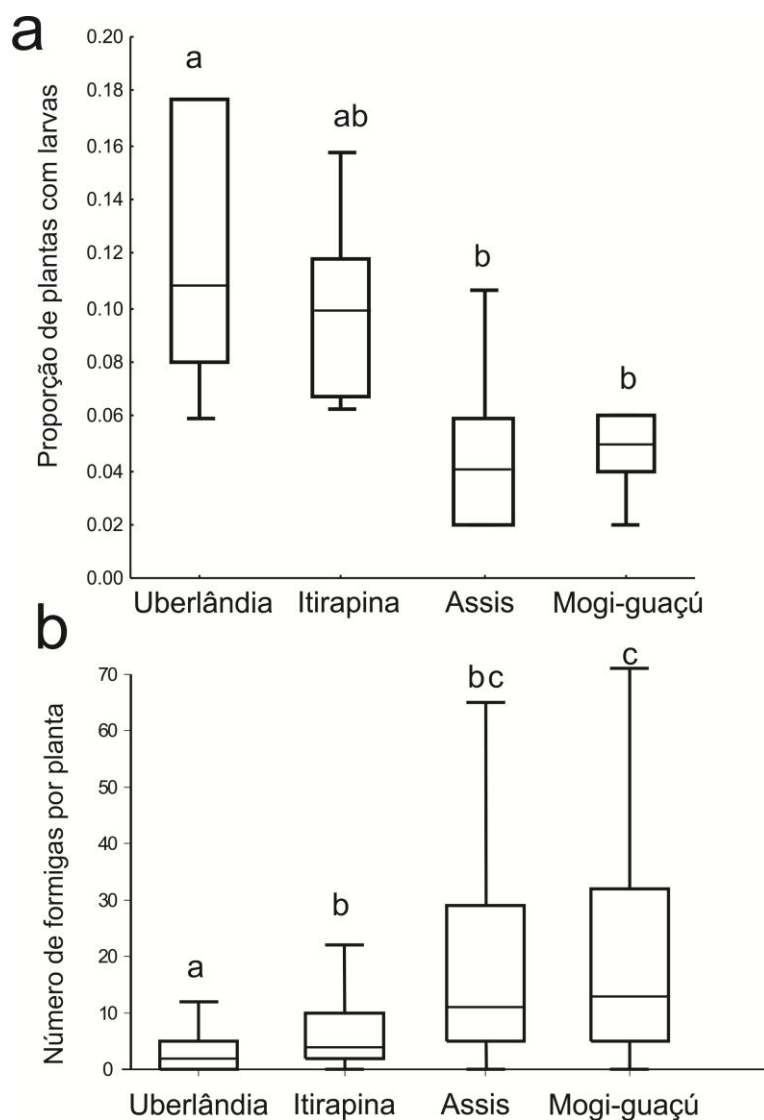 a
Proporção de plantas com larvas
0.20
0.18
0.16
0.14
0.12
0.10
0.08
0.06
0.04
0.02
0.00
a
ab
b
b
Uberlândia Itirapina Assis Mogi-guaçú
b
Número de formigas por planta
70
60
50
40
30
20
10
0
a
b
bc
c
Uberlândia Itirapina Assis Mogi-guaçú